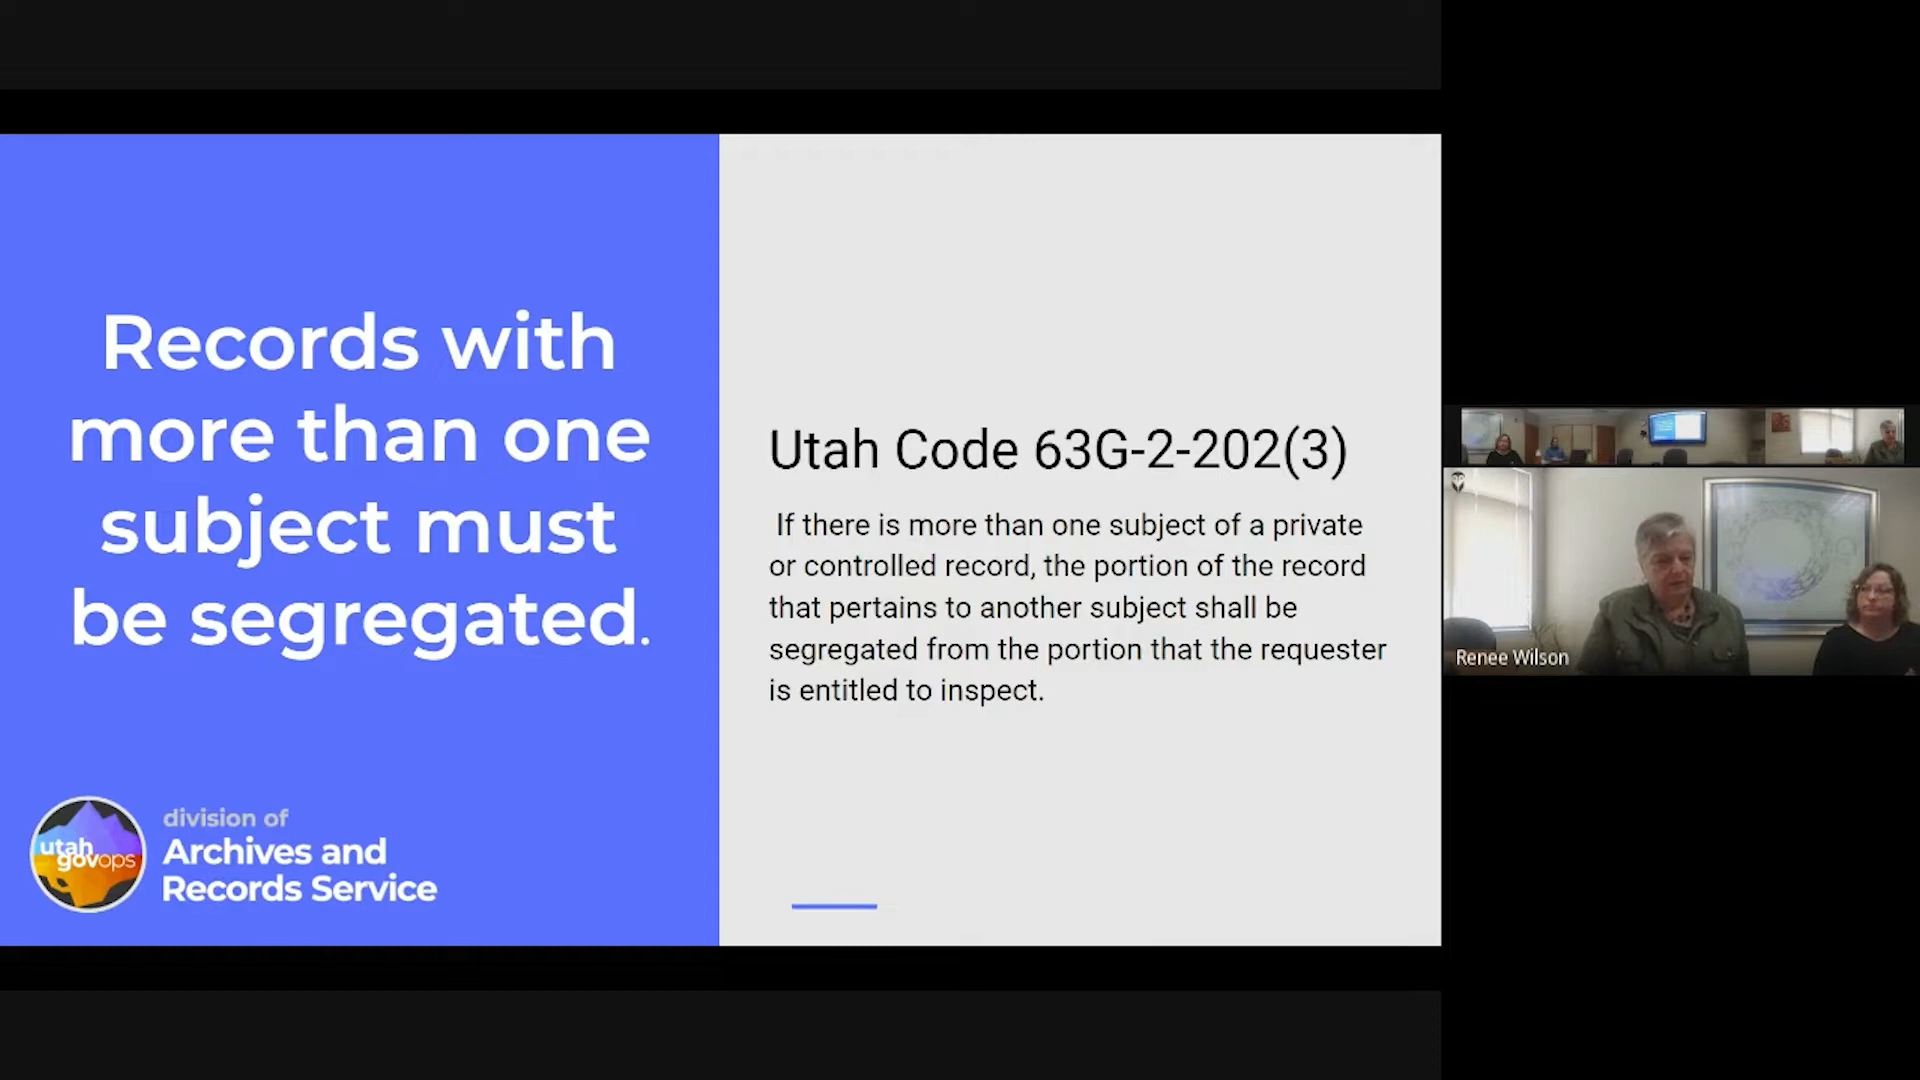 Records with
more than one
subject must
be segregated.
utah
govops
division of
Archives and
Records Service
Utah Code 63G-2-202(3)
If there is more than one subject of a private
or controlled record, the portion of the record
that pertains to another subject shall be
segregated from the portion that the requester
is entitled to inspect.
Renee Wilson